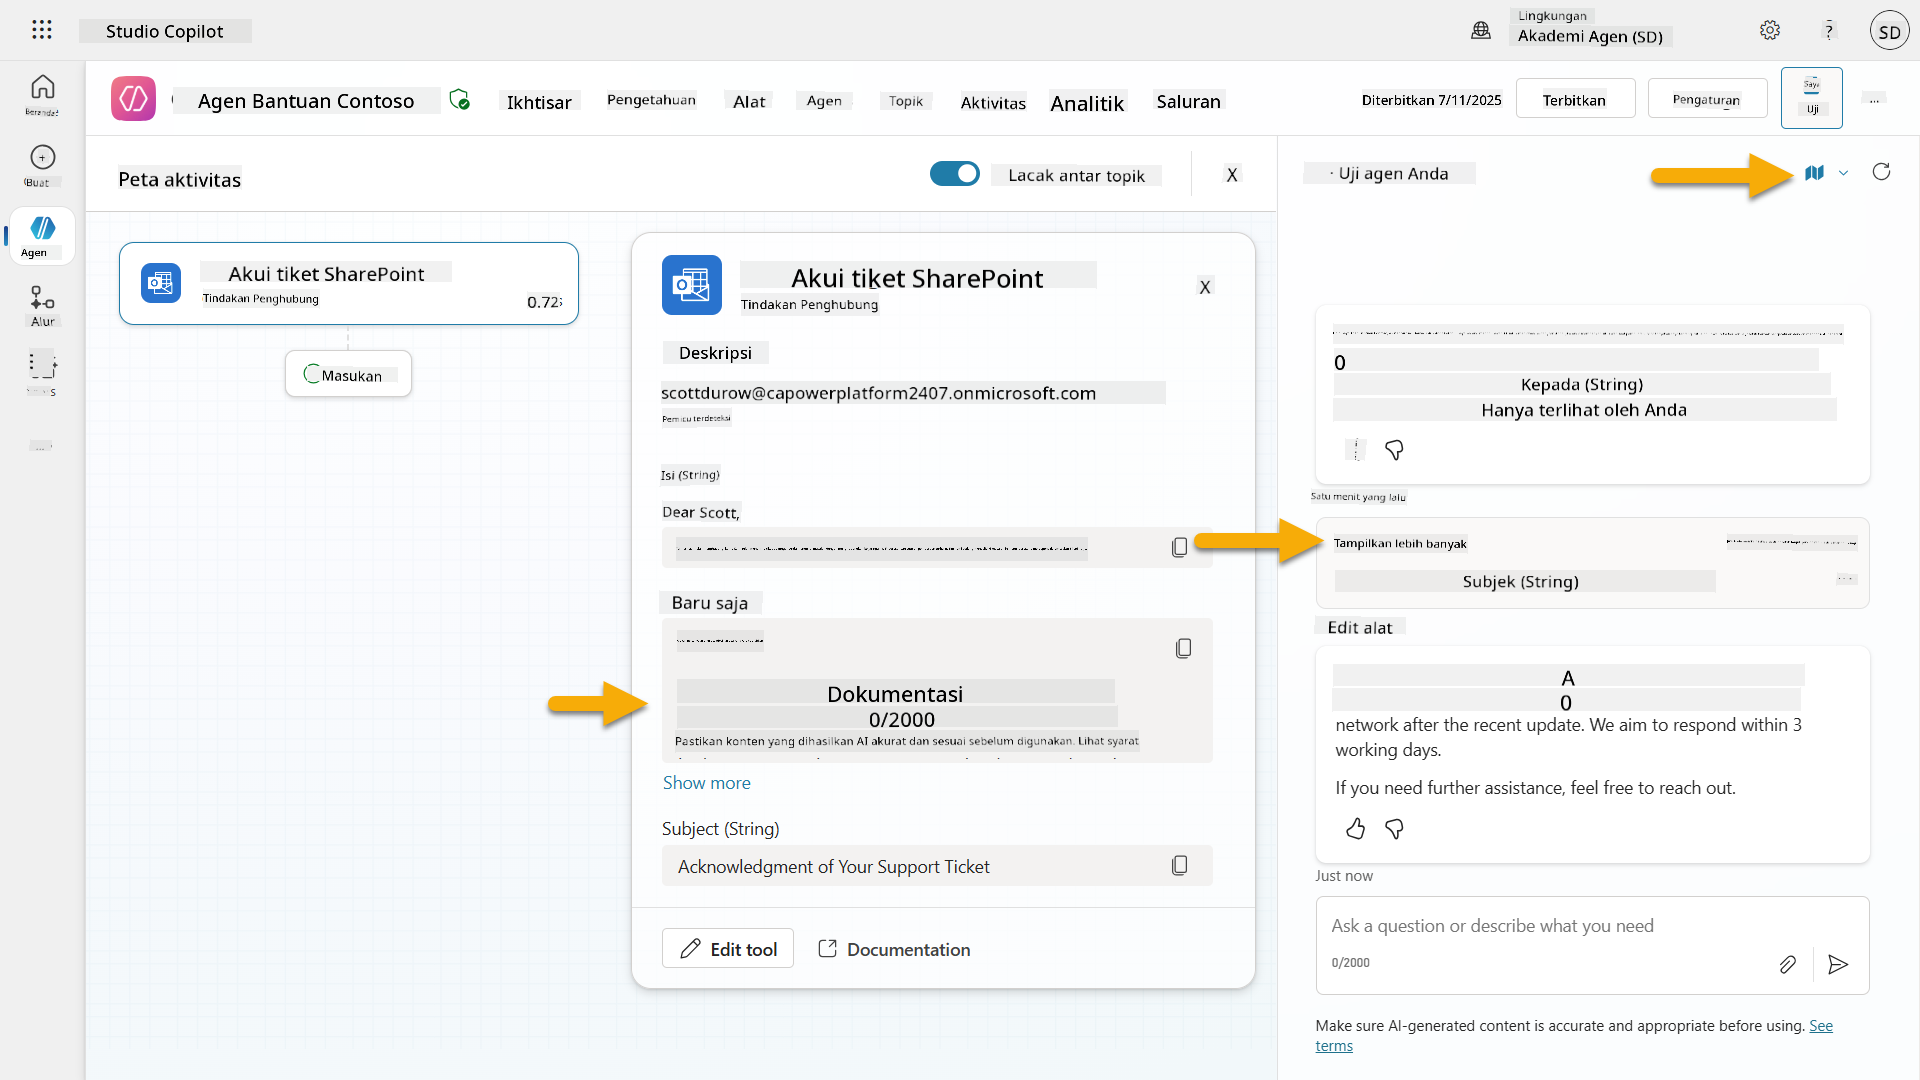 Studio Copilot
Lingkungan
Akademi Agen (SD)
?
SD
Beranda
Buat
Agen
Alur
...
Agen Bantuan Contoso
Ikhtisar
Pengetahuan
Alat
Agen
Topik
Aktivitas
Analitik
Saluran
Diterbitkan 7/11/2025
Terbitkan
Pengaturan
Saya
Uji
...
Peta aktivitas
Lacak antar topik
X
Akui tiket SharePoint
Tindakan Penghubung
0.72s
Masukan
Akui tiket SharePoint
Tindakan Penghubung
X
Deskripsi
scottdurow@capowerplatform2407.onmicrosoft.com
Pemicu terdeteksi
Isi (String)
Dear Scott,
Baru saja
Dokumentasi
0/2000
Pastikan konten yang dihasilkan AI akurat dan sesuai sebelum digunakan. Lihat syarat
Show more
Subject (String)
Acknowledgment of Your Support Ticket
Edit tool
Documentation
Uji agen Anda
0
Kepada (String)
Hanya terlihat oleh Anda
Satu menit yang lalu
Tampilkan lebih banyak
Subjek (String)
...
Edit alat
A
0
network after the recent update. We aim to respond within 3
working days.
If you need further assistance, feel free to reach out.
Just now
Ask a question or describe what you need
0/2000
Make sure AI-generated content is accurate and appropriate before using. See
terms